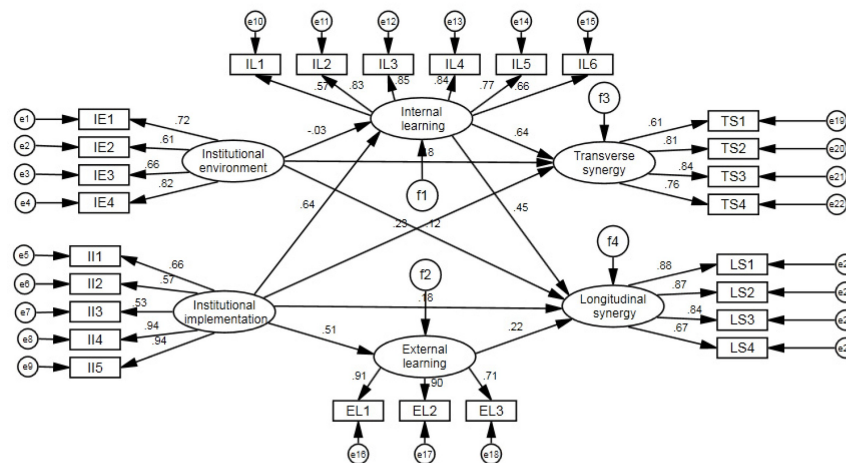 e10 e11 e12 e13 e14 e15
IL1 IL2 IL3 IL4 IL5 IL6
.57 .83 .85 .84 .77 .66
f3
e1 IE1 .72
e2 IE2 .61
e3 IE3 .66
e4 IE4 .82
Institutional
environment
Internal
learning
-.03
.64
8
f1
Transverse
synergy
.61 TS1 e19
.81 TS2 e20
.84 TS3 e21
.76 TS4 e22
.64
.23 .12
.45
e5 II1 .66
e6 II2 .57
e7 II3 .53
e8 II4 .94
e9 II5 .94
Institutional
implementation
f2
f4
.18
.51
.22
Longitudinal
synergy
.88 LS1
.87 LS2
.84 LS3
.67 LS4
External
learning
.91 .90 .71
EL1 EL2 EL3
e16 e17 e18